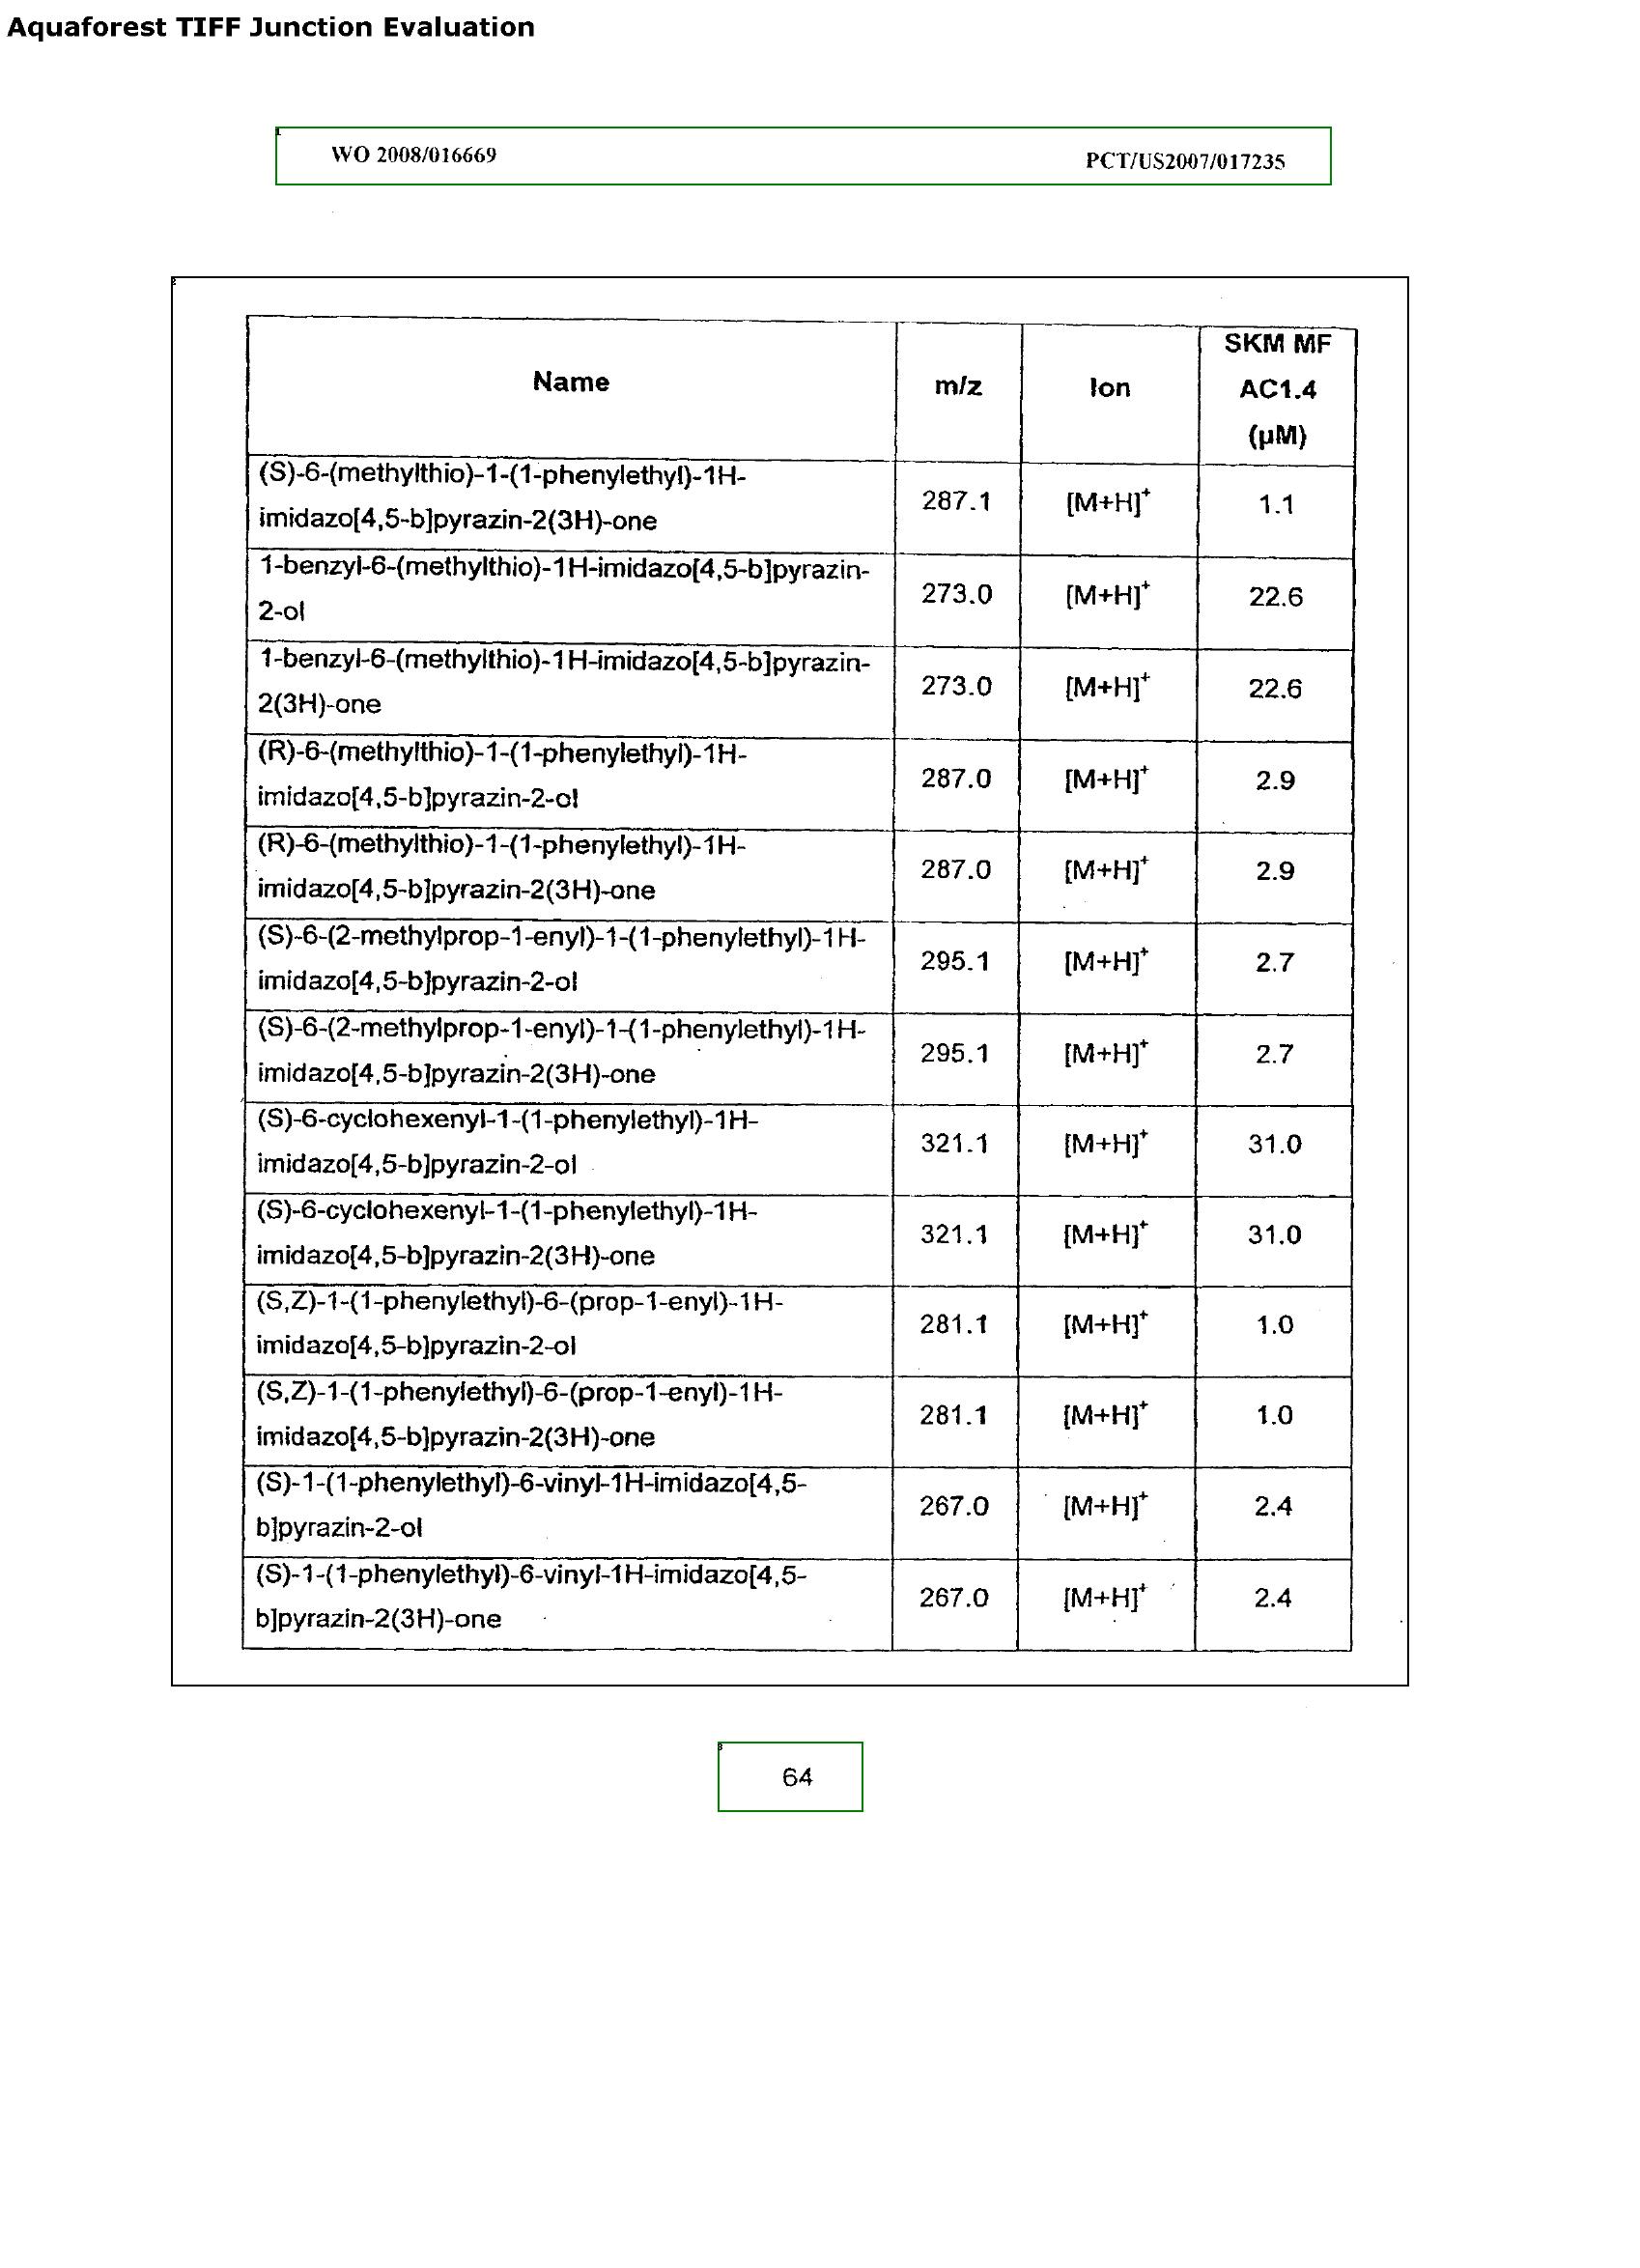 Aquaforest TIFF Junction Evaluation
WO 2008/016669 PCT/US2007/017235
Name m/z Ion SKM MF
AC1.4
(µM)
(S)-6-(methylthio)-1-(1-phenylethyl)-1H-
imidazo[4,5-b]pyrazin-2(3H)-one 287.1 [M+H]+ 1.1
1-benzyl-6-(methylthio)-1H-imidazo[4,5-b]pyrazin-
2-ol 273.0 [M+H]+ 22.6
1-benzyl-6-(methylthio)-1H-imidazo[4,5-b]pyrazin-
2(3H)-one 273.0 [M+H]+ 22.6
(R)-6-(methylthio)-1-(1-phenylethyl)-1H-
imidazo[4,5-b]pyrazin-2-ol 287.0 [M+H]+ 2.9
(R)-6-(methylthio)-1-(1-phenylethyl)-1H-
imidazo[4,5-b]pyrazin-2(3H)-one 287.0 [M+H]+ 2.9
(S)-6-(2-methylprop-1-enyl)-1-(1-phenylethyl)-1H-
imidazo[4,5-b]pyrazin-2-ol 295.1 [M+H]+ 2.7
(S)-6-(2-methylprop-1-enyl)-1-(1-phenylethyl)-1H-
imidazo[4,5-b]pyrazin-2(3H)-one 295.1 [M+H]+ 2.7
(S)-6-cyclohexenyl-1-(1-phenylethyl)-1H-
imidazo[4,5-b]pyrazin-2-ol 321.1 [M+H]+ 31.0
(S)-6-cyclohexenyl-1-(1-phenylethyl)-1H-
imidazo[4,5-b]pyrazin-2(3H)-one 321.1 [M+H]+ 31.0
(S,Z)-1-(1-phenylethyl)-6-(prop-1-enyl)-1H-
imidazo[4,5-b]pyrazin-2-ol 281.1 [M+H]+ 1.0
(S,Z)-1-(1-phenylethyl)-6-(prop-1-enyl)-1H-
imidazo[4,5-b]pyrazin-2(3H)-one 281.1 [M+H]+ 1.0
(S)-1-(1-phenylethyl)-6-vinyl-1H-imidazo[4,5-
b]pyrazin-2-ol 267.0 [M+H]+ 2.4
(S)-1-(1-phenylethyl)-6-vinyl-1H-imidazo[4,5-
b]pyrazin-2(3H)-one 267.0 [M+H]+ 2.4
64